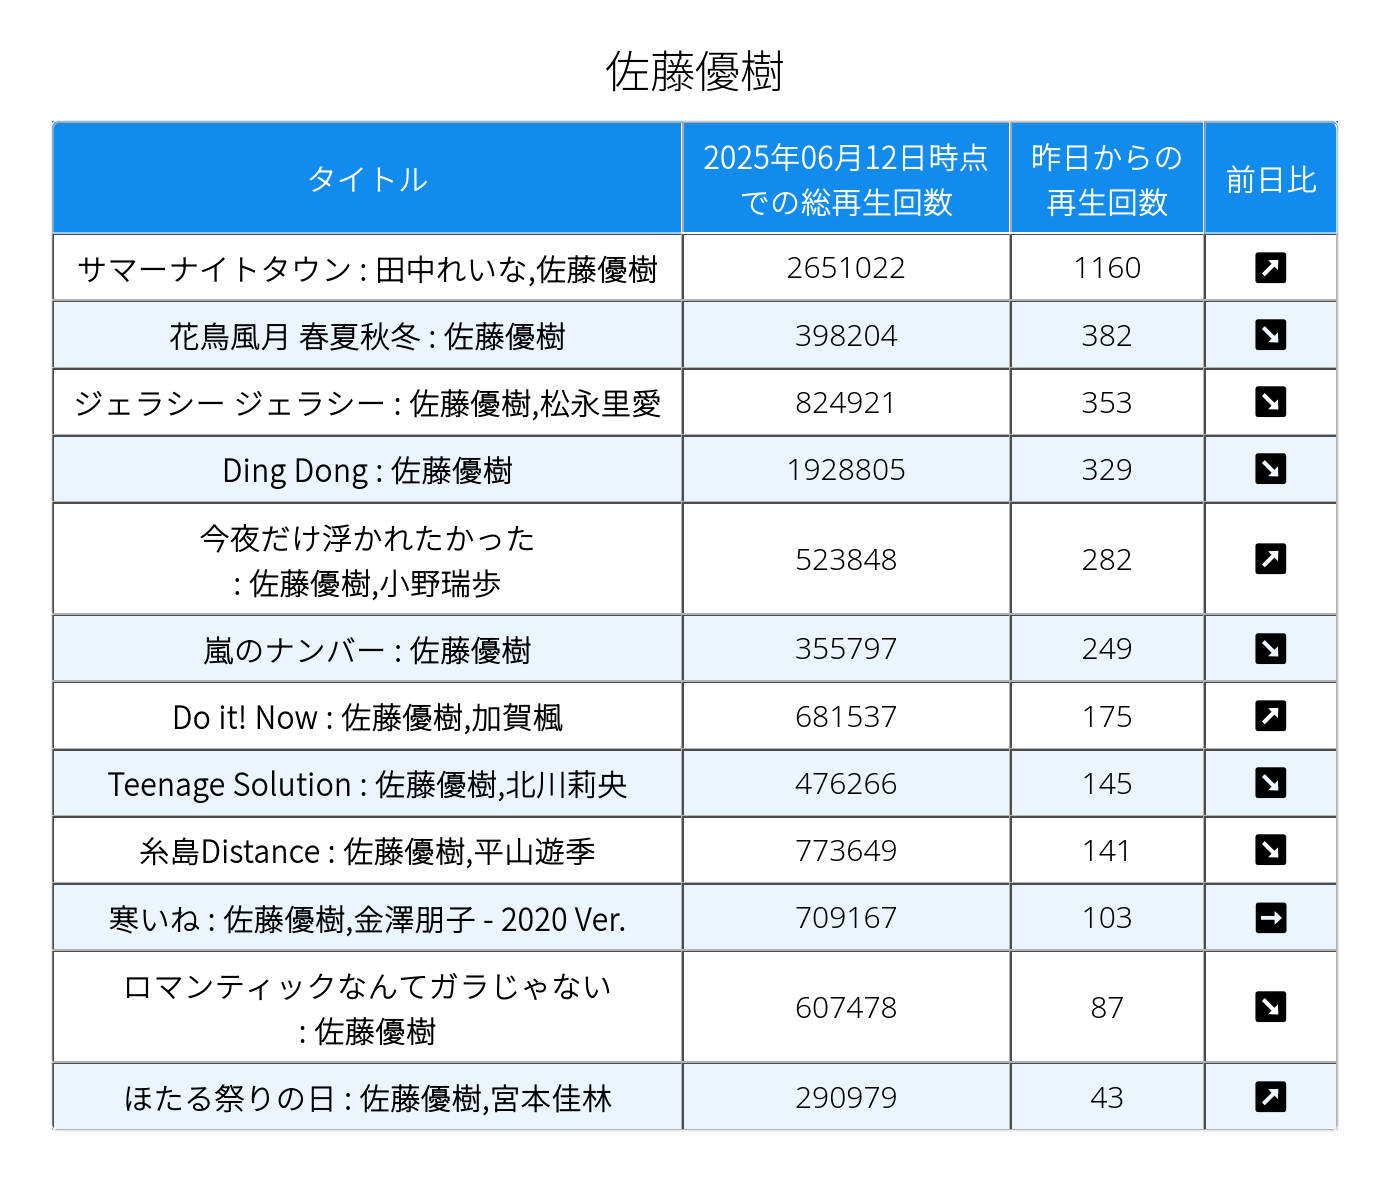 佐藤優樹
タイトル
2025年06月12日時点
での総再生回数
昨日からの
再生回数
前日比
サマーナイトタウン : 田中れいな,佐藤優樹 2651022 1160 ↗
花鳥風月 春夏秋冬 : 佐藤優樹 398204 382 ↘
ジェラシー ジェラシー : 佐藤優樹,松永里愛 824921 353 ↘
Ding Dong : 佐藤優樹 1928805 329 ↘
今夜だけ浮かれたかった
: 佐藤優樹,小野瑞歩 523848 282 ↗
嵐のナンバー : 佐藤優樹 355797 249 ↘
Do it! Now : 佐藤優樹,加賀楓 681537 175 ↗
Teenage Solution : 佐藤優樹,北川莉央 476266 145 ↘
糸島Distance : 佐藤優樹,平山遊季 773649 141 ↘
寒いね : 佐藤優樹,金澤朋子 - 2020 Ver. 709167 103 →
ロマンティックなんてガラじゃない
: 佐藤優樹 607478 87 ↘
ほたる祭りの日 : 佐藤優樹,宮本佳林 290979 43 ↗